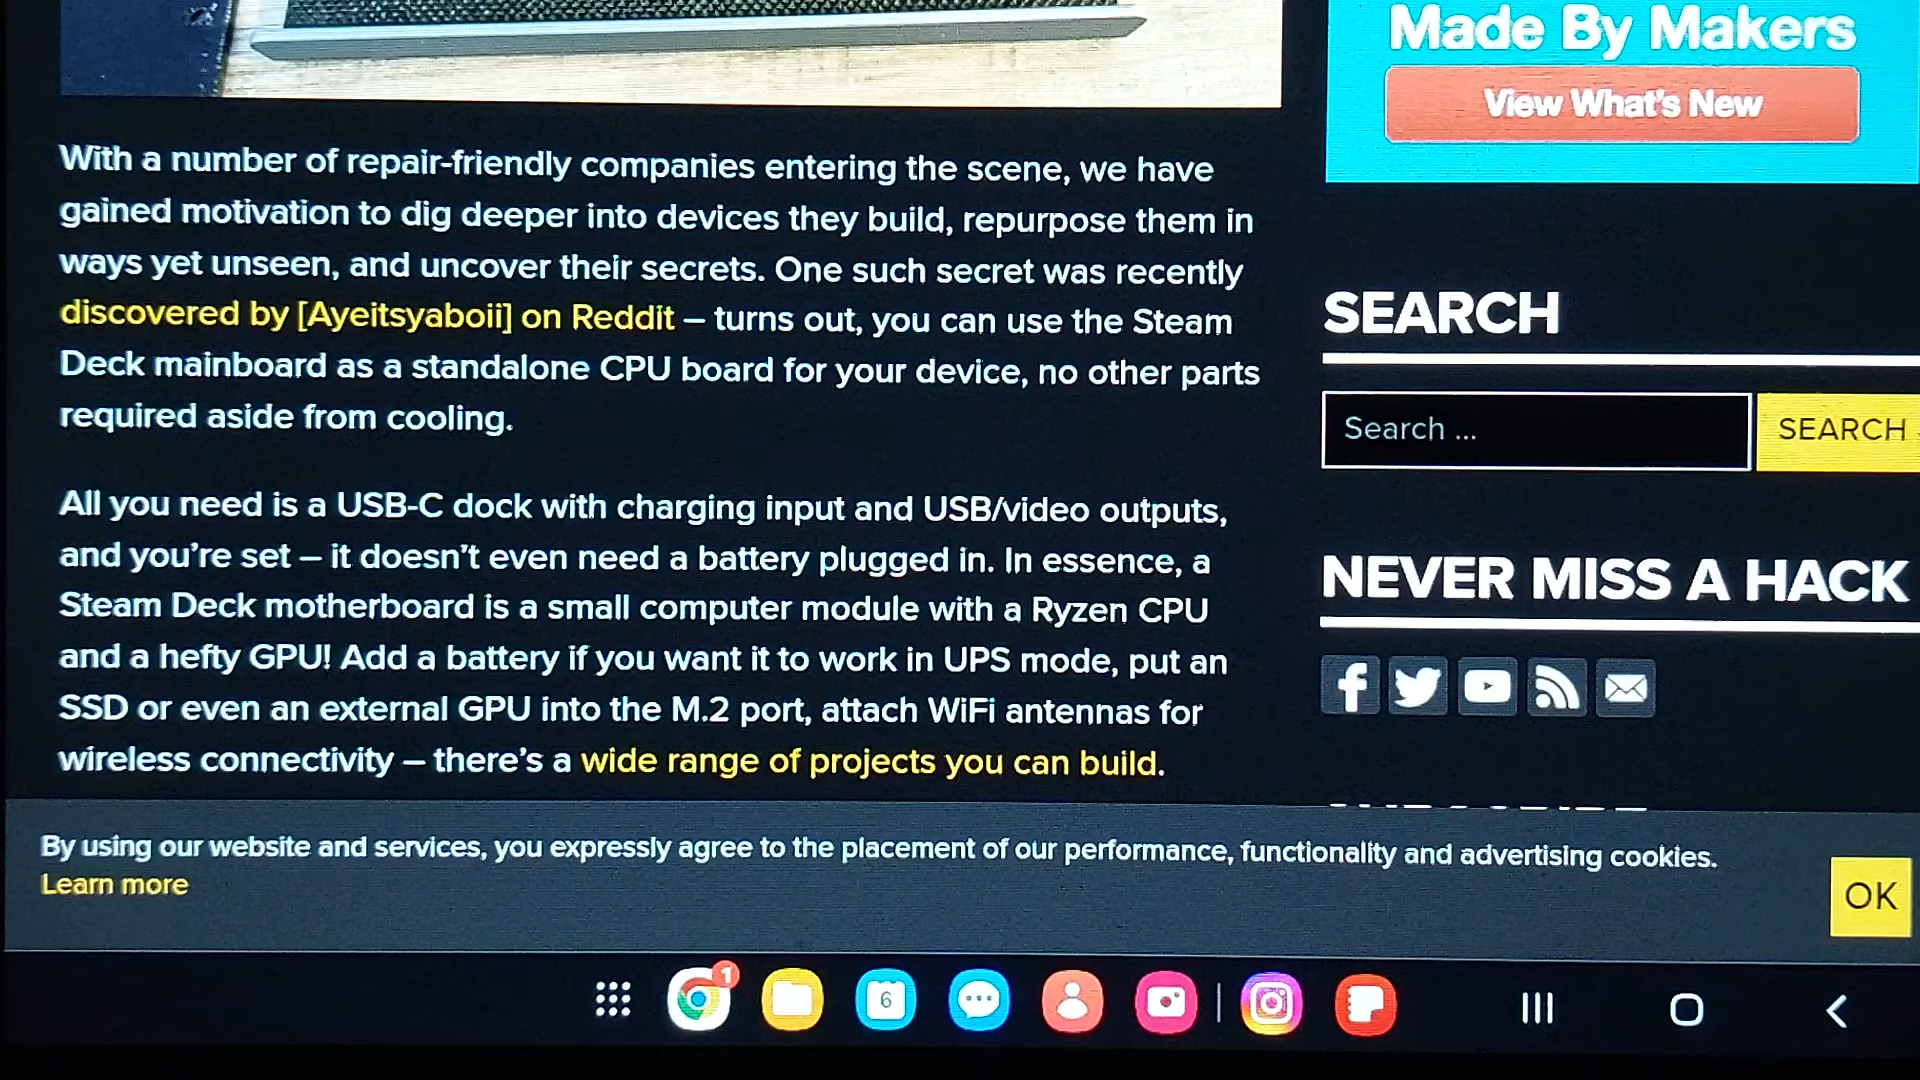 Made By Makers
View What's New
With a number of repair-friendly companies entering the scene, we have
gained motivation to dig deeper into devices they build, repurpose them in
ways yet unseen, and uncover their secrets. One such secret was recently
discovered by [Ayeitsyaboii] on Reddit – turns out, you can use the Steam
Deck mainboard as a standalone CPU board for your device, no other parts
required aside from cooling.
All you need is a USB-C dock with charging input and USB/video outputs,
and you're set – it doesn't even need a battery plugged in. In essence, a
Steam Deck motherboard is a small computer module with a Ryzen CPU
and a hefty GPU! Add a battery if you want it to work in UPS mode, put an
SSD or even an external GPU into the M.2 port, attach WiFi antennas for
wireless connectivity – there's a wide range of projects you can build.
SEARCH
Search ...
SEARCH
NEVER MISS A HACK
By using our website and services, you expressly agree to the placement of our performance, functionality and advertising cookies.
Learn more
OK
1
6